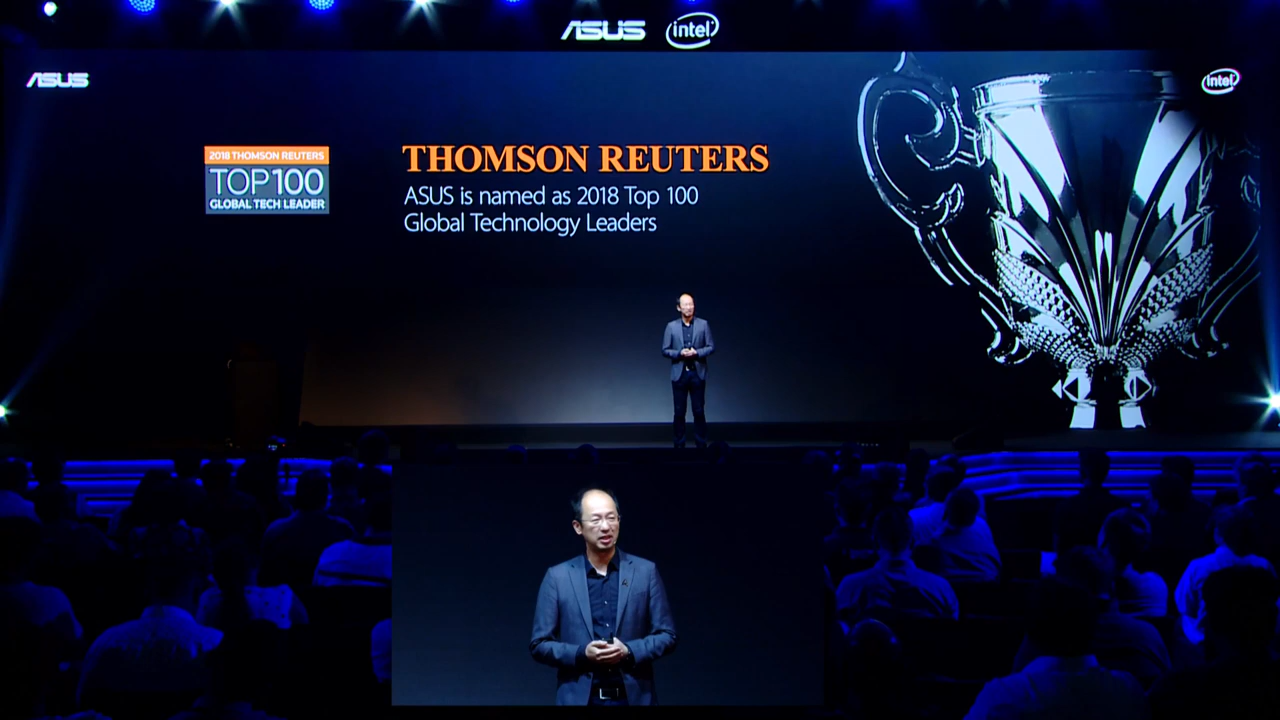 ASUS intel
ASUS
intel
2018 THOMSON REUTERS
TOP100
GLOBAL TECH LEADER
THOMSON REUTERS
ASUS is named as 2018 Top 100
Global Technology Leaders